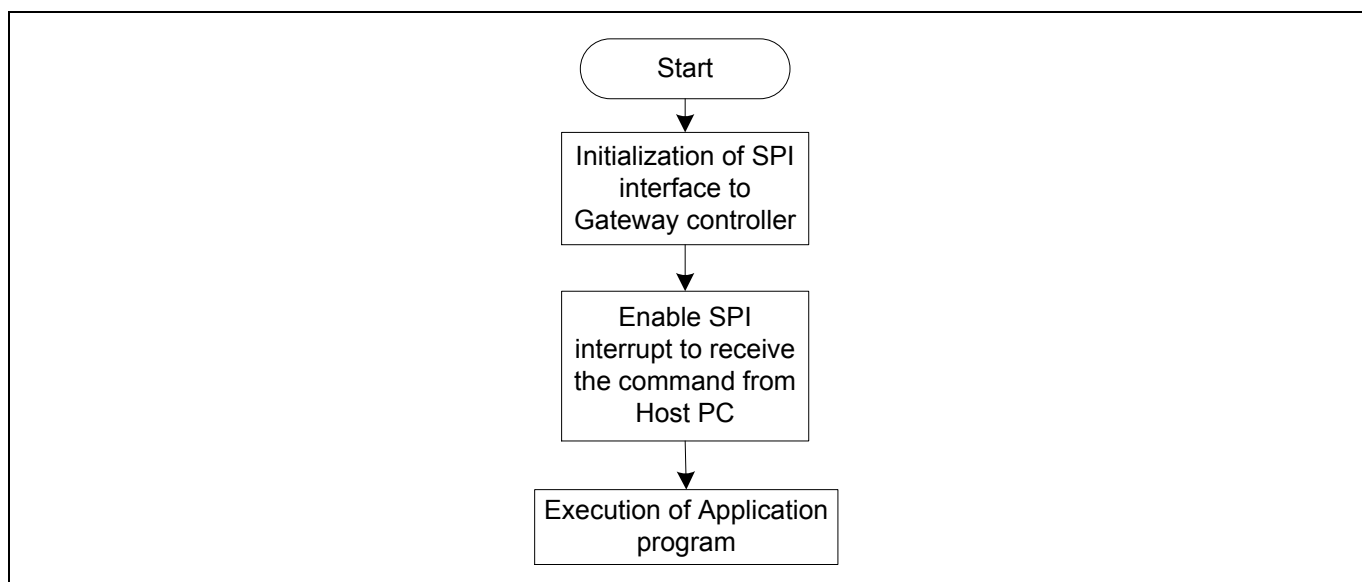 Start
Initialization of SPI
interface to
Gateway controller
Enable SPI
interrupt to receive
the command from
Host PC
Execution of Application
program